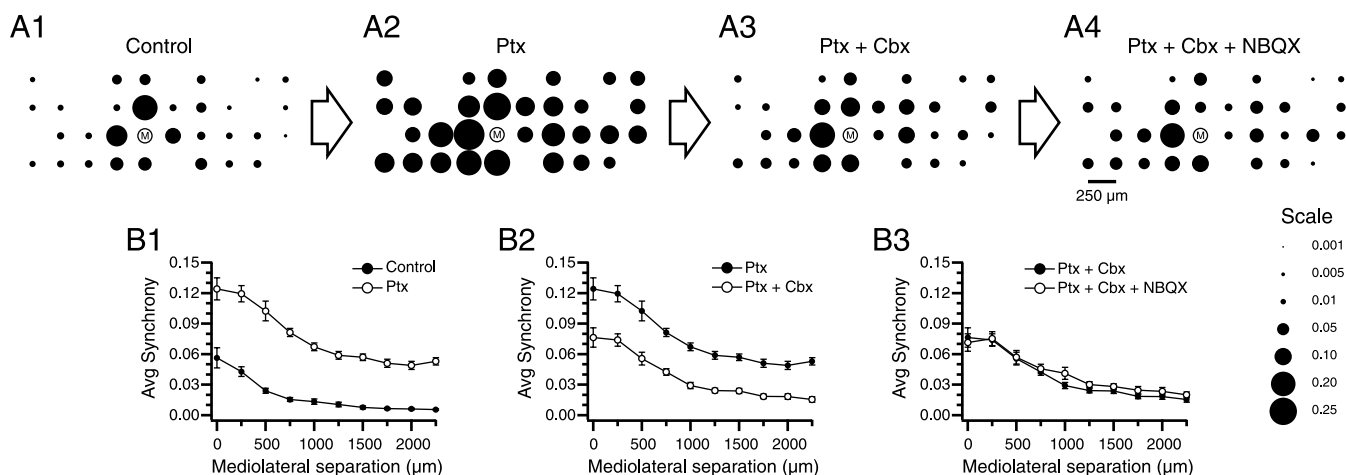 A1
Control
A2
Ptx
A3
Ptx + Cbx
A4
Ptx + Cbx + NBQX
M
M
M
M
250 μm
B1
Avg Synchrony
0.15
0.12
0.09
0.06
0.03
0.00
Control
Ptx
0 500 1000 1500 2000
Mediolateral separation (μm)
B2
Avg Synchrony
0.15
0.12
0.09
0.06
0.03
0.00
Ptx
Ptx + Cbx
0 500 1000 1500 2000
Mediolateral separation (μm)
B3
Avg Synchrony
0.15
0.12
0.09
0.06
0.03
0.00
Ptx + Cbx
Ptx + Cbx + NBQX
0 500 1000 1500 2000
Mediolateral separation (μm)
Scale
0.001
0.005
0.01
0.05
0.10
0.20
0.25